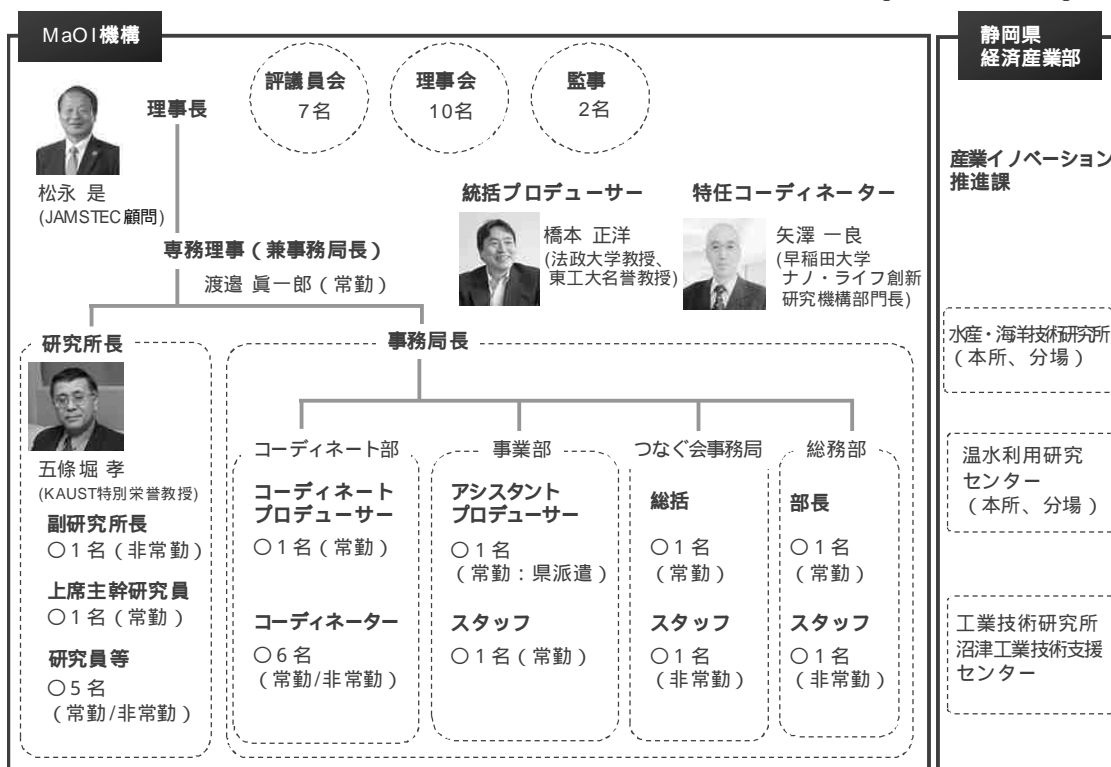 MaOI機構
理事長
松永 是
(JAMSTEC顧問)
評議員会
7名
理事会
10名
監事
2名
統括プロデューサー
橋本 正洋
(法政大学教授、
東工大名誉教授)
特任コーディネーター
矢澤 一良
(早稲田大学
ナノ・ライフ創新
研究機構部門長)
専務理事(兼事務局長)
渡邉 眞一郎(常勤)
研究所長
五條堀 孝
(KAUST特別栄誉教授)
副研究所長
○1名(非常勤)
上席主幹研究員
○1名(常勤)
研究員等
○5名
(常勤/非常勤)
事務局長
コーディネート部
コーディネート
プロデューサー
○1名(常勤)
コーディネーター
○6名
(常勤/非常勤)
事業部
アシスタント
プロデューサー
○1名
(常勤:県派遣)
スタッフ
○1名(常勤)
つなぐ会事務局
総括
○1名
(常勤)
スタッフ
○1名
(非常勤)
総務部
部長
○1名
(常勤)
スタッフ
○1名
(非常勤)
静岡県
経済産業部
産業イノベーション
推進課
水産・海洋技術研究所
(本所、分場)
温水利用研究
センター
(本所、分場)
工業技術研究所
沼津工業技術支援
センター